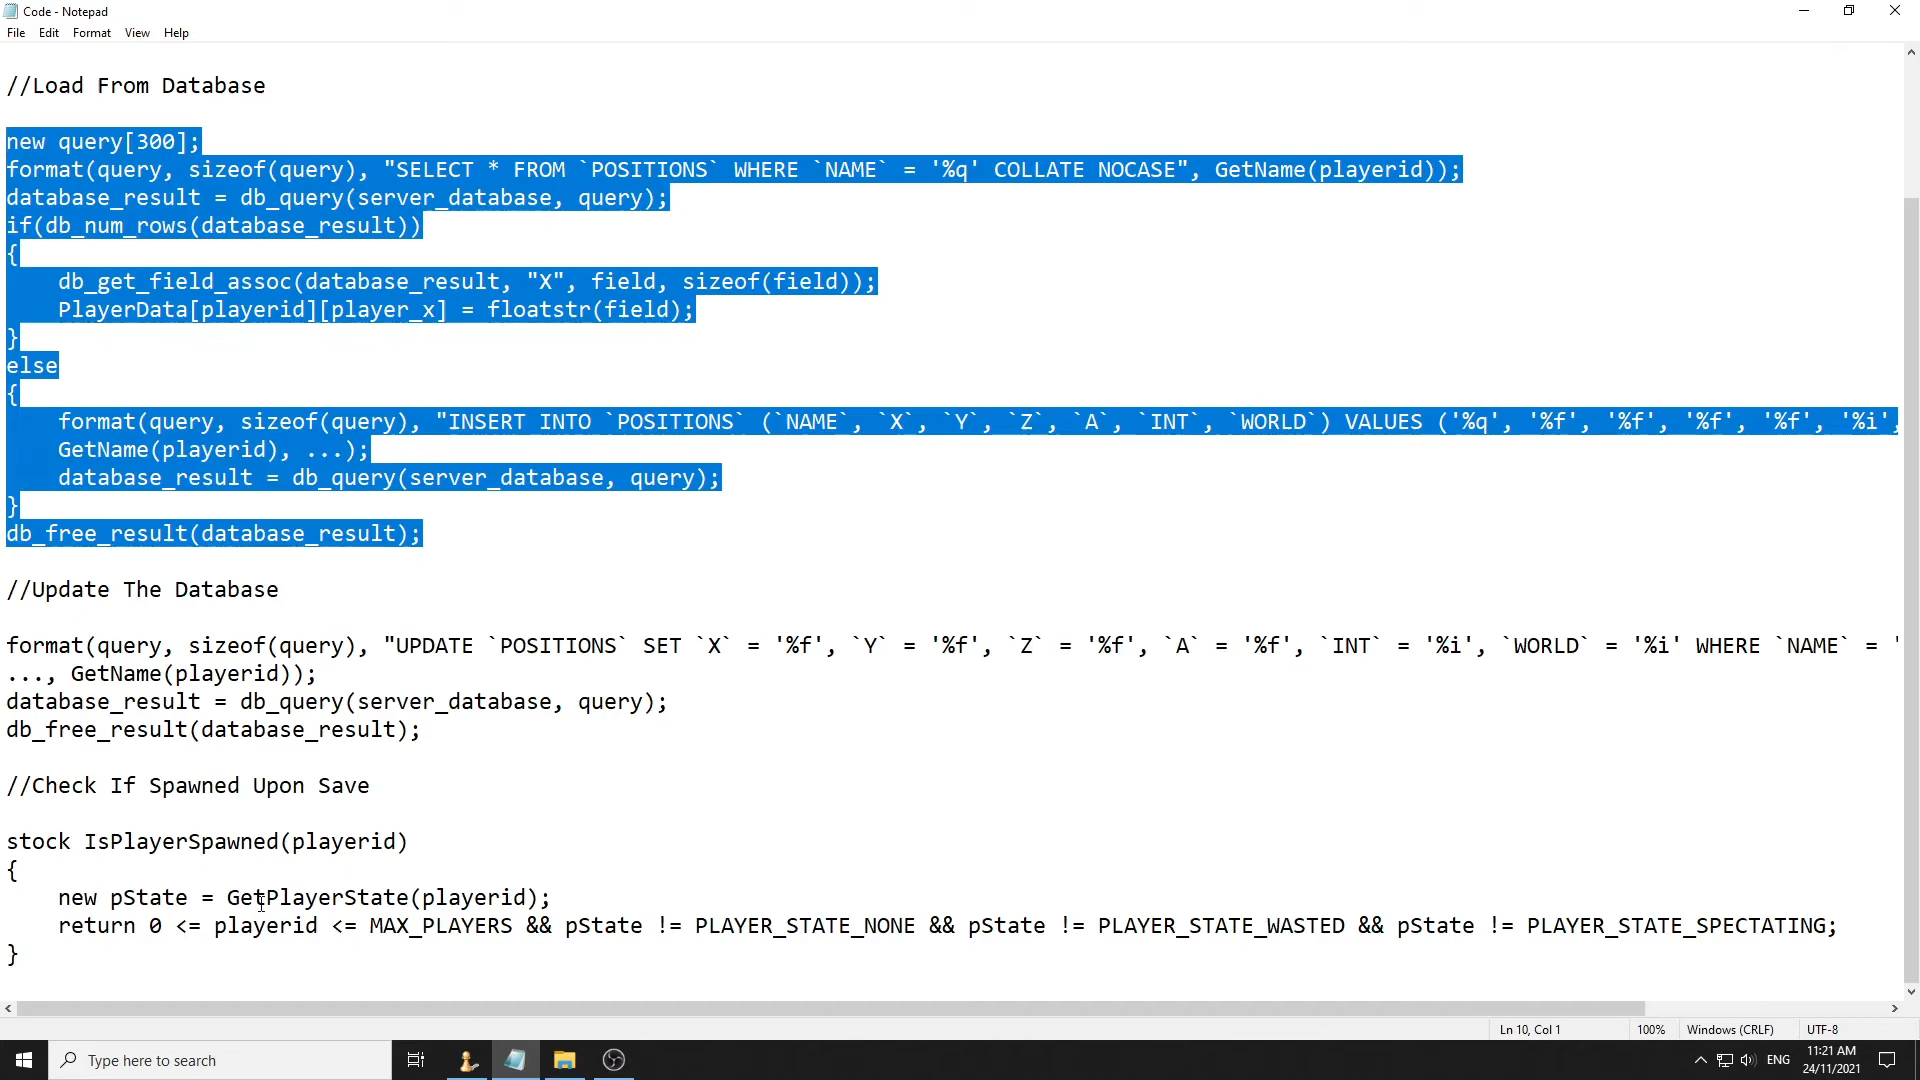 Code - Notepad
File Edit Format View Help
//Load From Database
new query[300];
format(query, sizeof(query), "SELECT * FROM `POSITIONS` WHERE `NAME` = '%q' COLLATE NOCASE", GetName(playerid));
database_result = db_query(server_database, query);
if(db_num_rows(database_result))
{
    db_get_field_assoc(database_result, "X", field, sizeof(field));
    PlayerData[playerid][player_x] = floatstr(field);
}
else
{
    format(query, sizeof(query), "INSERT INTO `POSITIONS` (`NAME`, `X`, `Y`, `Z`, `A`, `INT`, `WORLD`) VALUES ('%q', '%f', '%f', '%f', '%f', '%i',
    GetName(playerid), ...);
    database_result = db_query(server_database, query);
}
db_free_result(database_result);
//Update The Database
format(query, sizeof(query), "UPDATE `POSITIONS` SET `X` = '%f', `Y` = '%f', `Z` = '%f', `A` = '%f', `INT` = '%i', `WORLD` = '%i' WHERE `NAME` = '
..., GetName(playerid));
database_result = db_query(server_database, query);
db_free_result(database_result);
//Check If Spawned Upon Save
stock IsPlayerSpawned(playerid)
{
    new pState = GetPlayerState(playerid);
    return 0 <= playerid <= MAX_PLAYERS && pState != PLAYER_STATE_NONE && pState != PLAYER_STATE_WASTED && pState != PLAYER_STATE_SPECTATING;
}
Ln 10, Col 1 100% Windows (CRLF) UTF-8
Type here to search
ENG
11:21 AM
24/11/2021